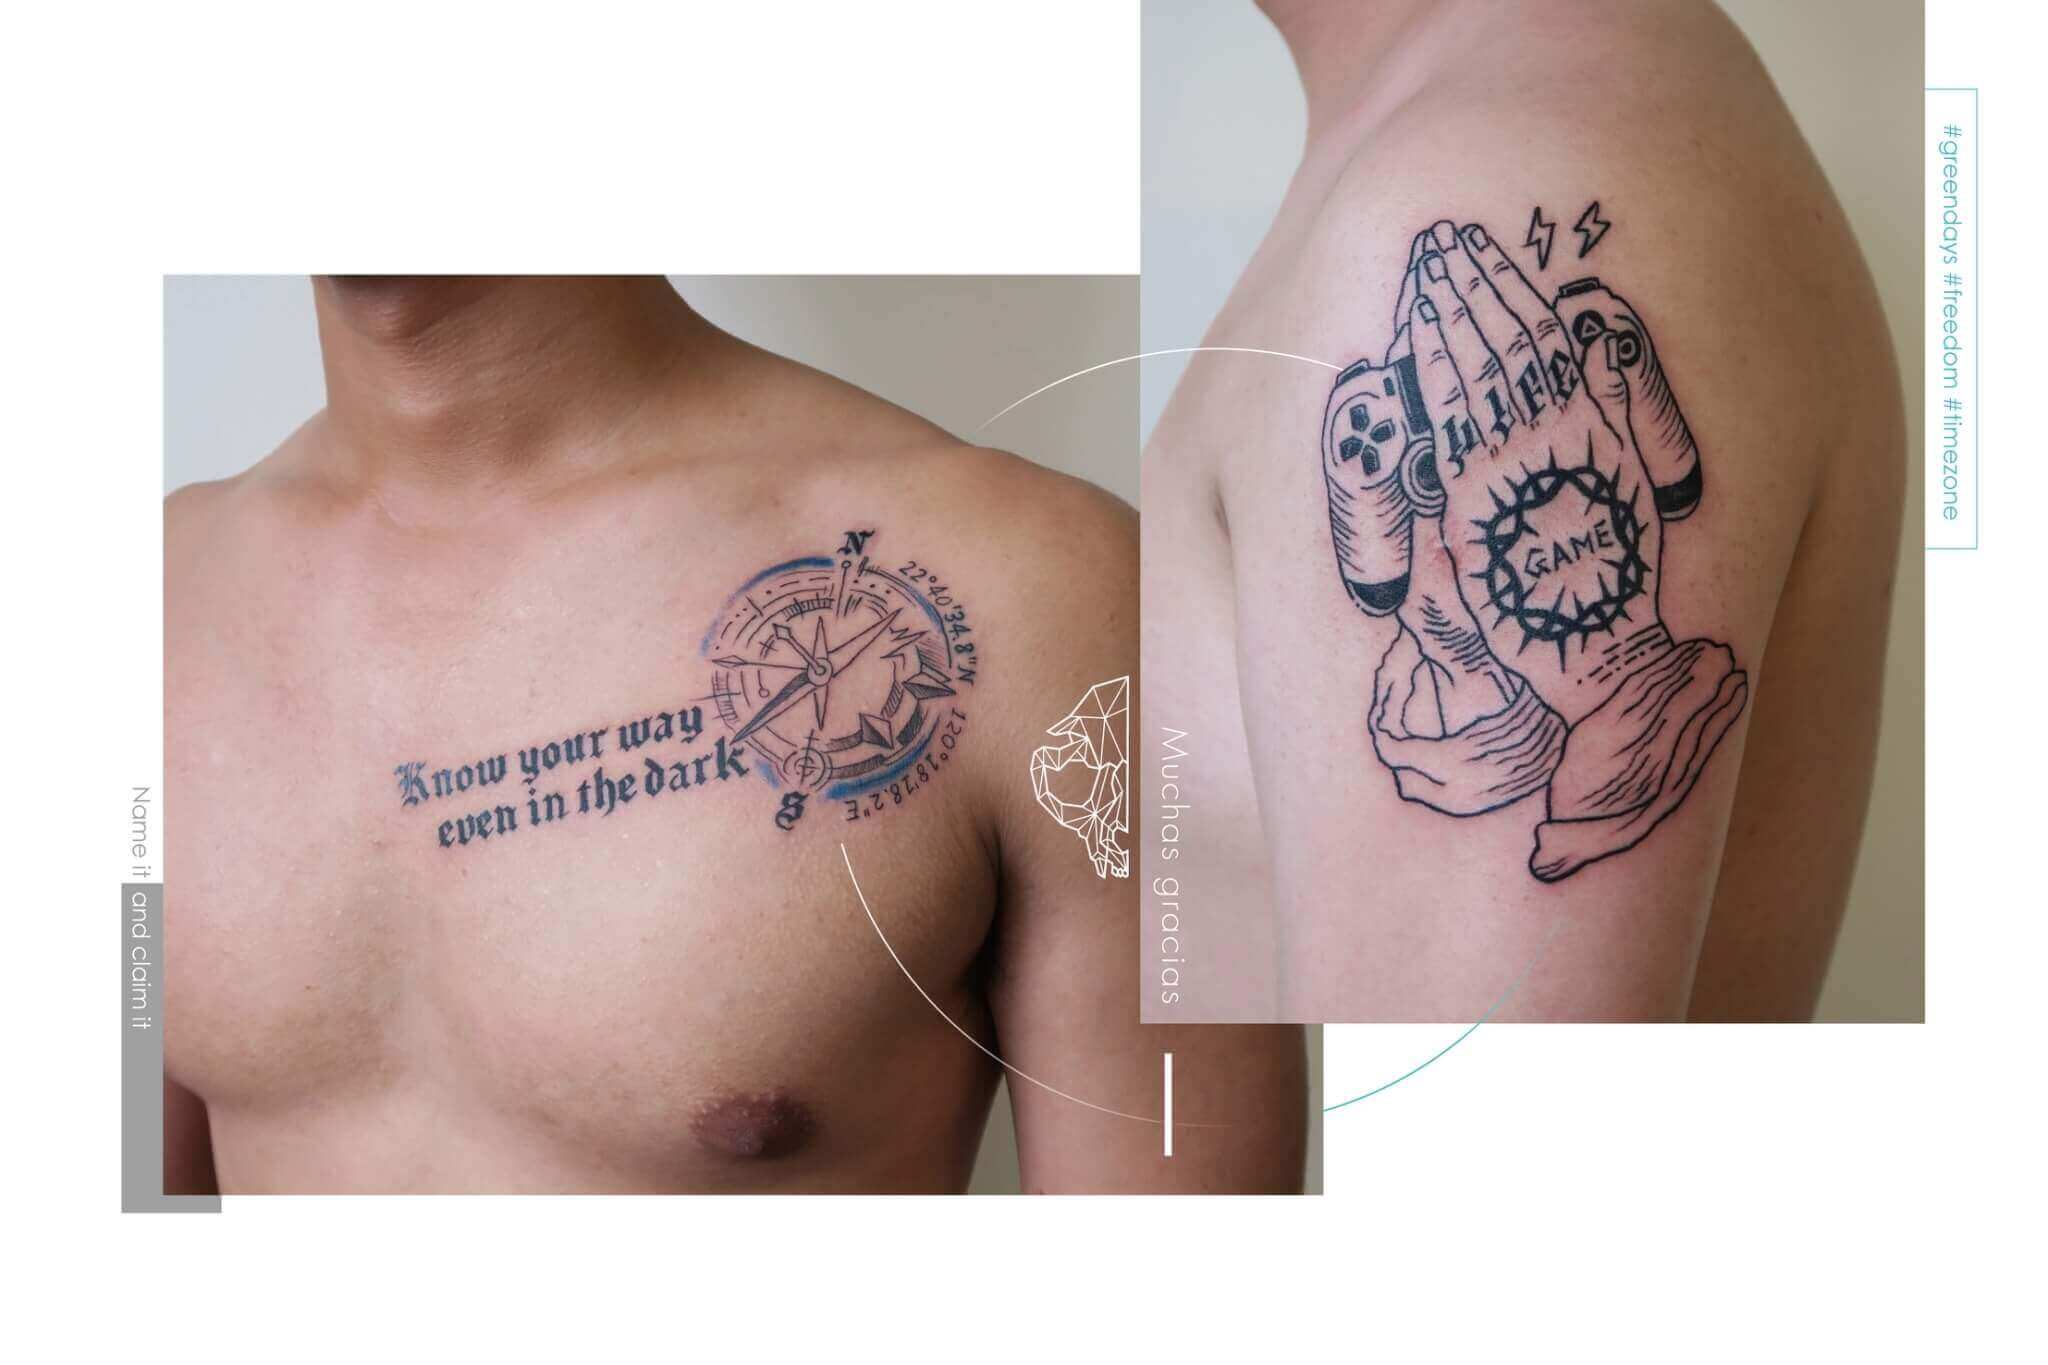 Know your way
even in the dark
N
S
22°40'34.8"N
120°18'18.2"E
LIFE
GAME
Muchas gracias
Name it and claim it
#greendays #freedom #timezone